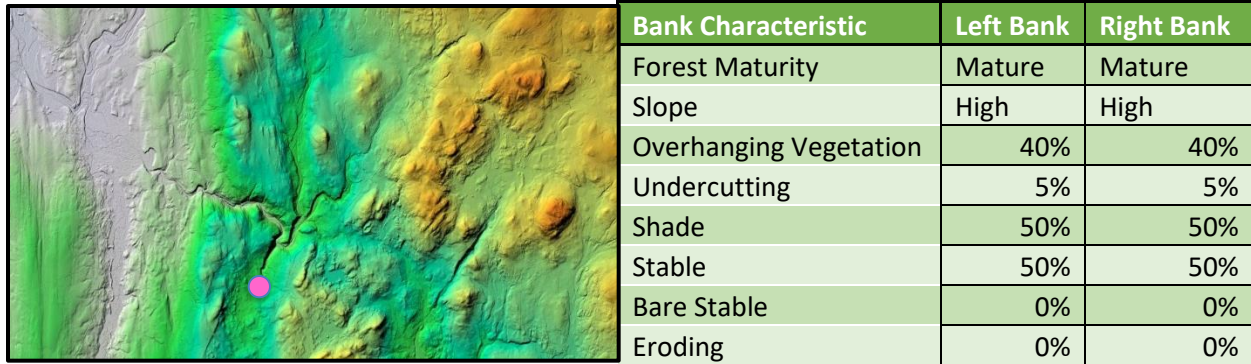 Bank Characteristic Left Bank Right Bank
Forest Maturity Mature Mature
Slope High High
Overhanging Vegetation 40% 40%
Undercutting 5% 5%
Shade 50% 50%
Stable 50% 50%
Bare Stable 0% 0%
Eroding 0% 0%